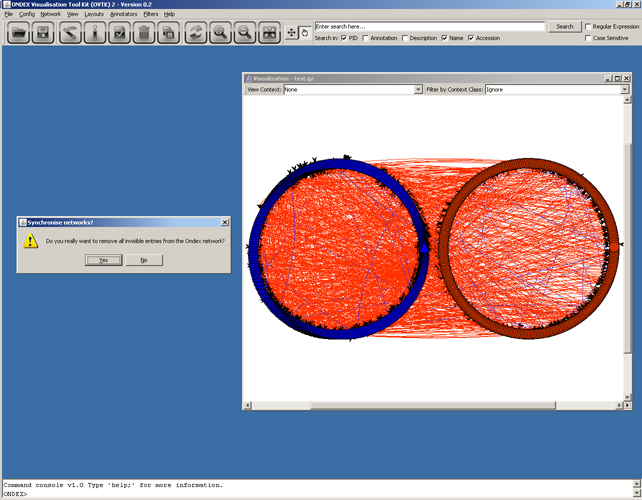 ONDEX Visualisation Tool Kit (OVTK) 2 - Version 0.2
File Config Network View Layouts Annotators Filters Help
Enter search here...
Search
Regular Expression
Search in: PID Annotation Description Name Accession
Case Sensitive
Visualization - test.gz
View Context: None Filter by Context Class: Ignore
Synchronise networks?
Do you really want to remove all invisible entries from the Ondex network?
Yes No
Command console v1.0 Type 'help;' for more information.
ONDEX>